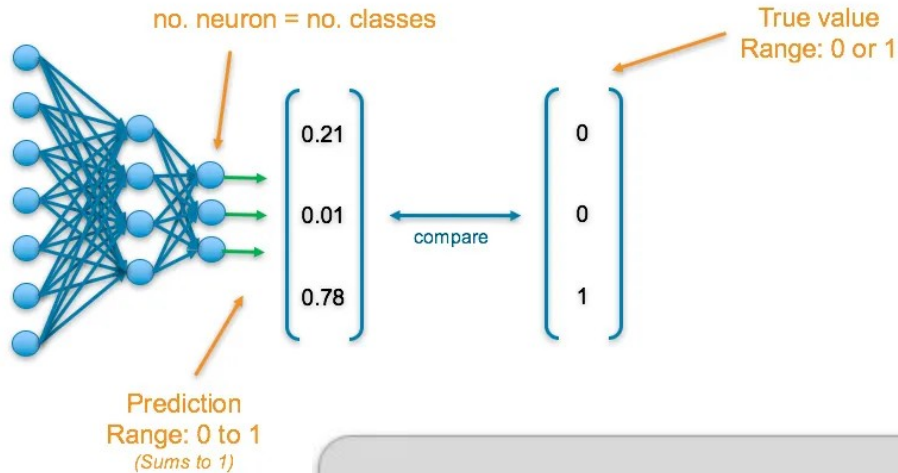 no. neuron = no. classes
True value
Range: 0 or 1
0.21
0
0.01
0
compare
0.78
1
Prediction
Range: 0 to 1
(Sums to 1)